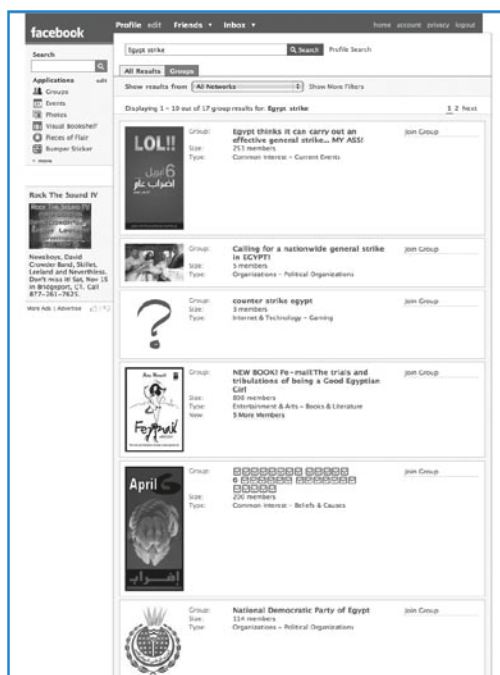 facebook
Profile edit Friends ▾ Inbox ▾ home account privacy logout
Search
Applications edit
Groups
Events
Photos
Visual Bookshelf
Pieces of Flair
Bumper Sticker
more
Rock The Sound IV
Newsboys, David
Crowder Band, Skillet,
Leeland and Neverthless.
Don't miss it! Sat, Nov 15
in Bridgeport, CT. Call
877-261-7625.
More Ads | Advertise
Egypt strike Search Profile Search
All Results Groups
Show results from All Networks Show More Filters
Displaying 1 - 10 out of 17 group results for: Egypt strike 1 2 Next
LOL!!
6 أبريل
اضراب عام
Group: Egypt thinks it can carry out an Join Group
effective general strike... MY ASS!
Size: 253 members
Type: Common Interest - Current Events
Group: Calling for a nationwide general strike Join Group
in EGYPT!
Size: 5 members
Type: Organizations - Political Organizations
?
Group: counter strike egypt Join Group
Size: 3 members
Type: Internet & Technology - Gaming
Group: NEW BOOK! Fe-mail:The trials and Join Group
tribulations of being a Good Egyptian
Girl
Size: 808 members
Type: Entertainment & Arts - Books & Literature
New: 5 More Members
April 6
إضراب
Group: Join Group
6
Size: 200 members
Type: Common Interest - Beliefs & Causes
Group: National Democratic Party of Egypt Join Group
Size: 114 members
Type: Organizations - Political Organizations